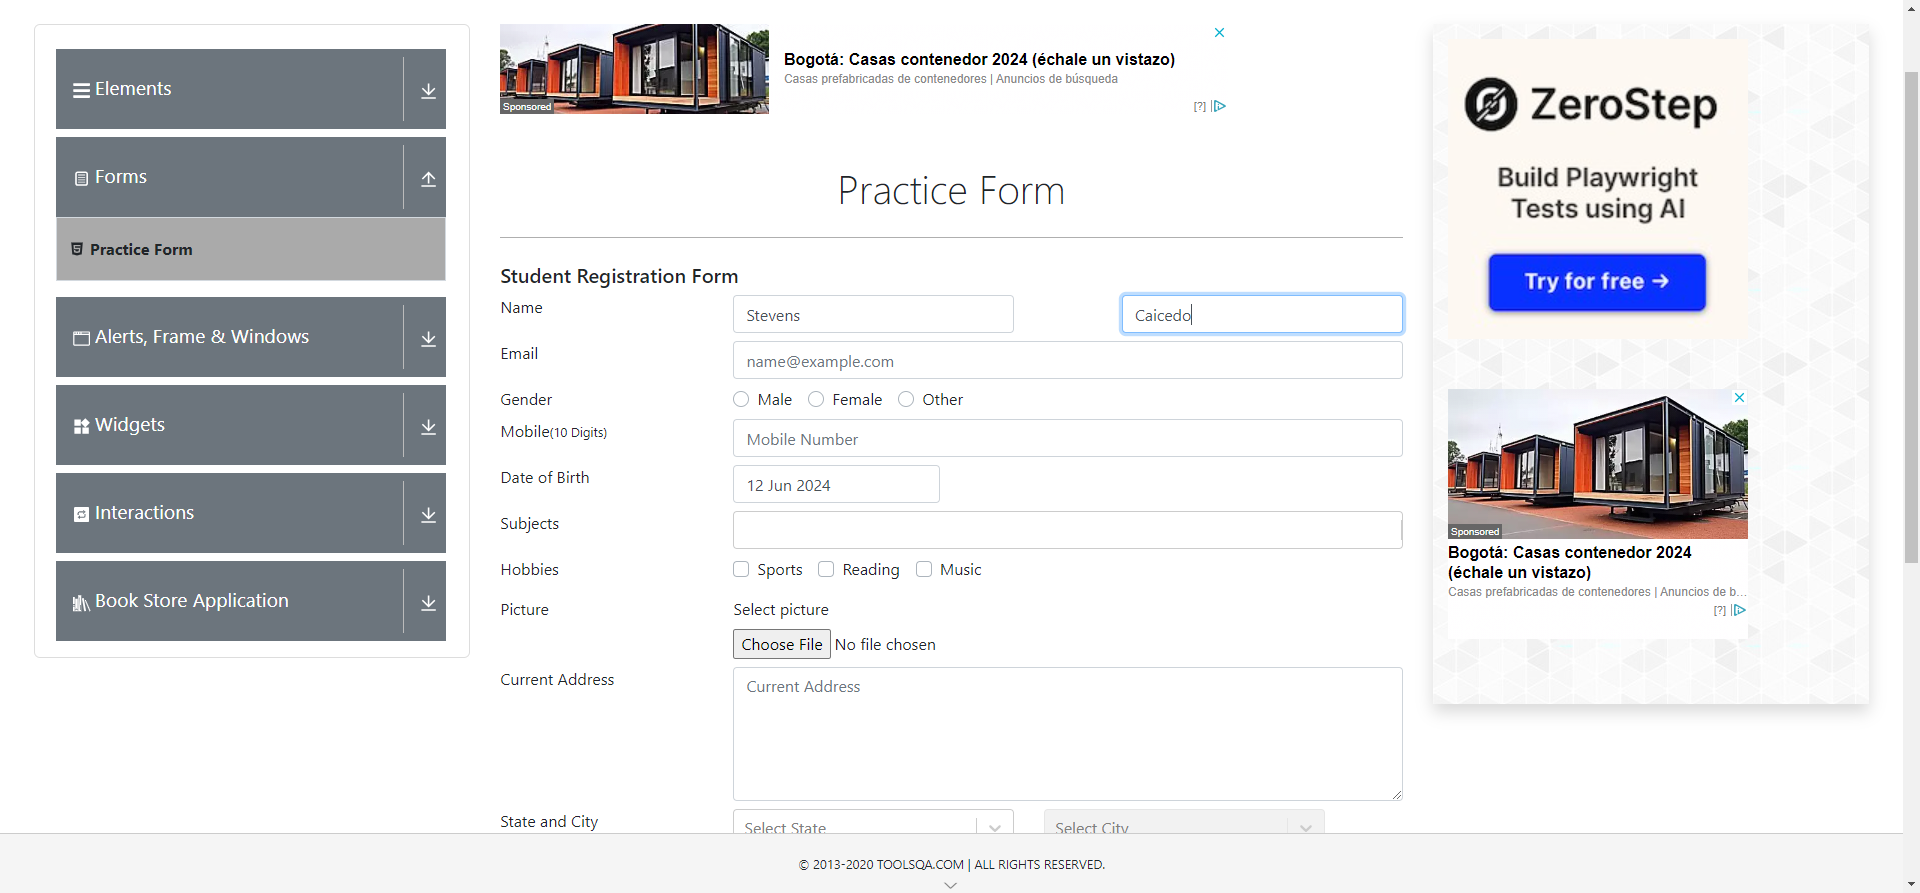 Elements
Forms
Practice Form
Alerts, Frame & Windows
Widgets
Interactions
Book Store Application
Sponsored
Bogotá: Casas contenedor 2024 (échale un vistazo)
Casas prefabricadas de contenedores | Anuncios de búsqueda
[?]
Practice Form
Student Registration Form
Name
Stevens
Caicedo
Email
name@example.com
Gender
Male
Female
Other
Mobile(10 Digits)
Mobile Number
Date of Birth
12 Jun 2024
Subjects
Hobbies
Sports
Reading
Music
Picture
Select picture
Choose File No file chosen
Current Address
Current Address
State and City
Select State
Select City
ZeroStep
Build Playwright
Tests using AI
Try for free →
Sponsored
Bogotá: Casas contenedor 2024
(échale un vistazo)
Casas prefabricadas de contenedores | Anuncios de b...
[?]
© 2013-2020 TOOLSQA.COM | ALL RIGHTS RESERVED.